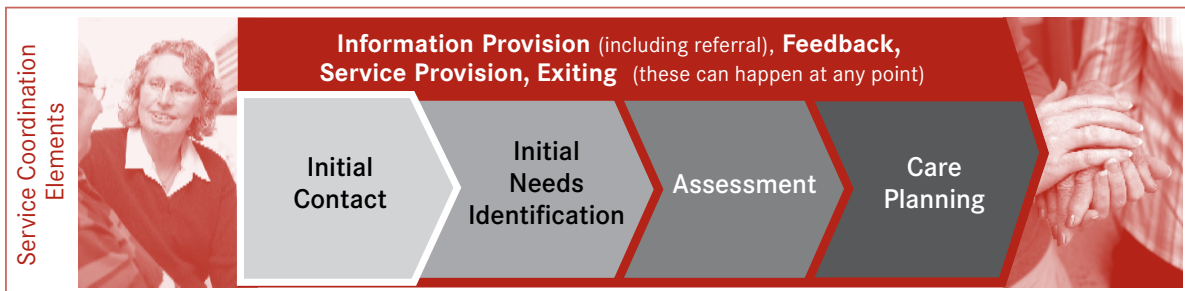 Service Coordination
Elements
Information Provision (including referral), Feedback,
Service Provision, Exiting (these can happen at any point)
Initial
Contact
Initial
Needs
Identification
Assessment
Care
Planning